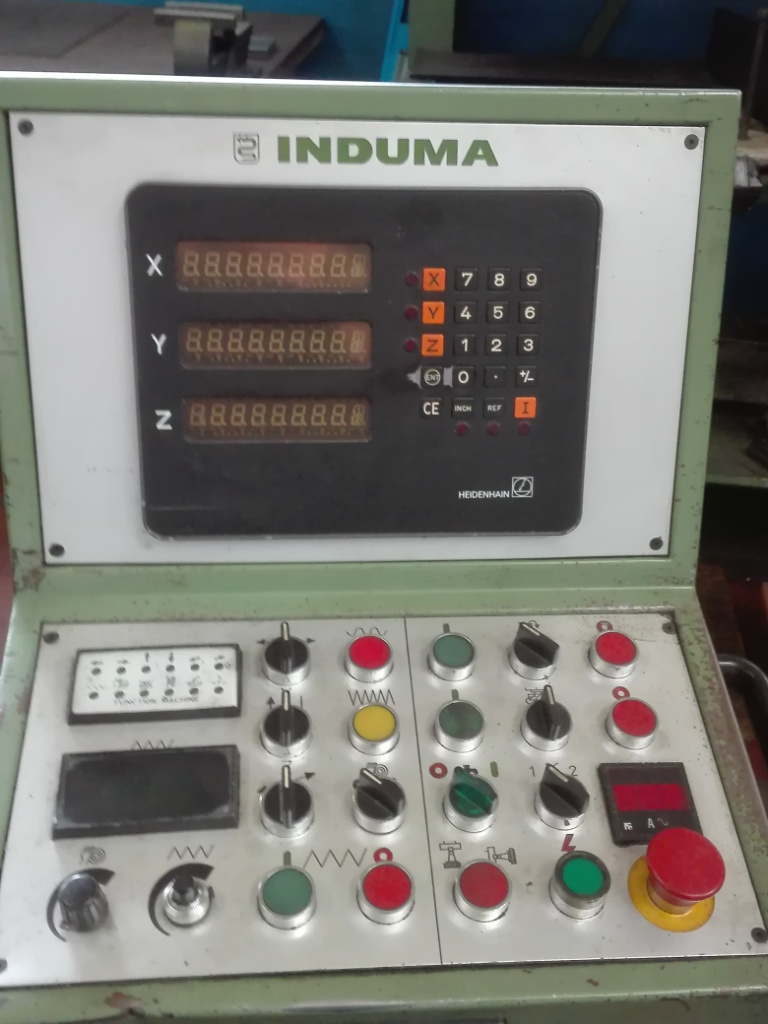 INDUMA
X
Y
Z
X 7 8 9
Y 4 5 6
Z 1 2 3
ENT 0 . +/-
CE INCH REF I
HEIDENHAIN
FUNCTION MACHINE
1 2
A~